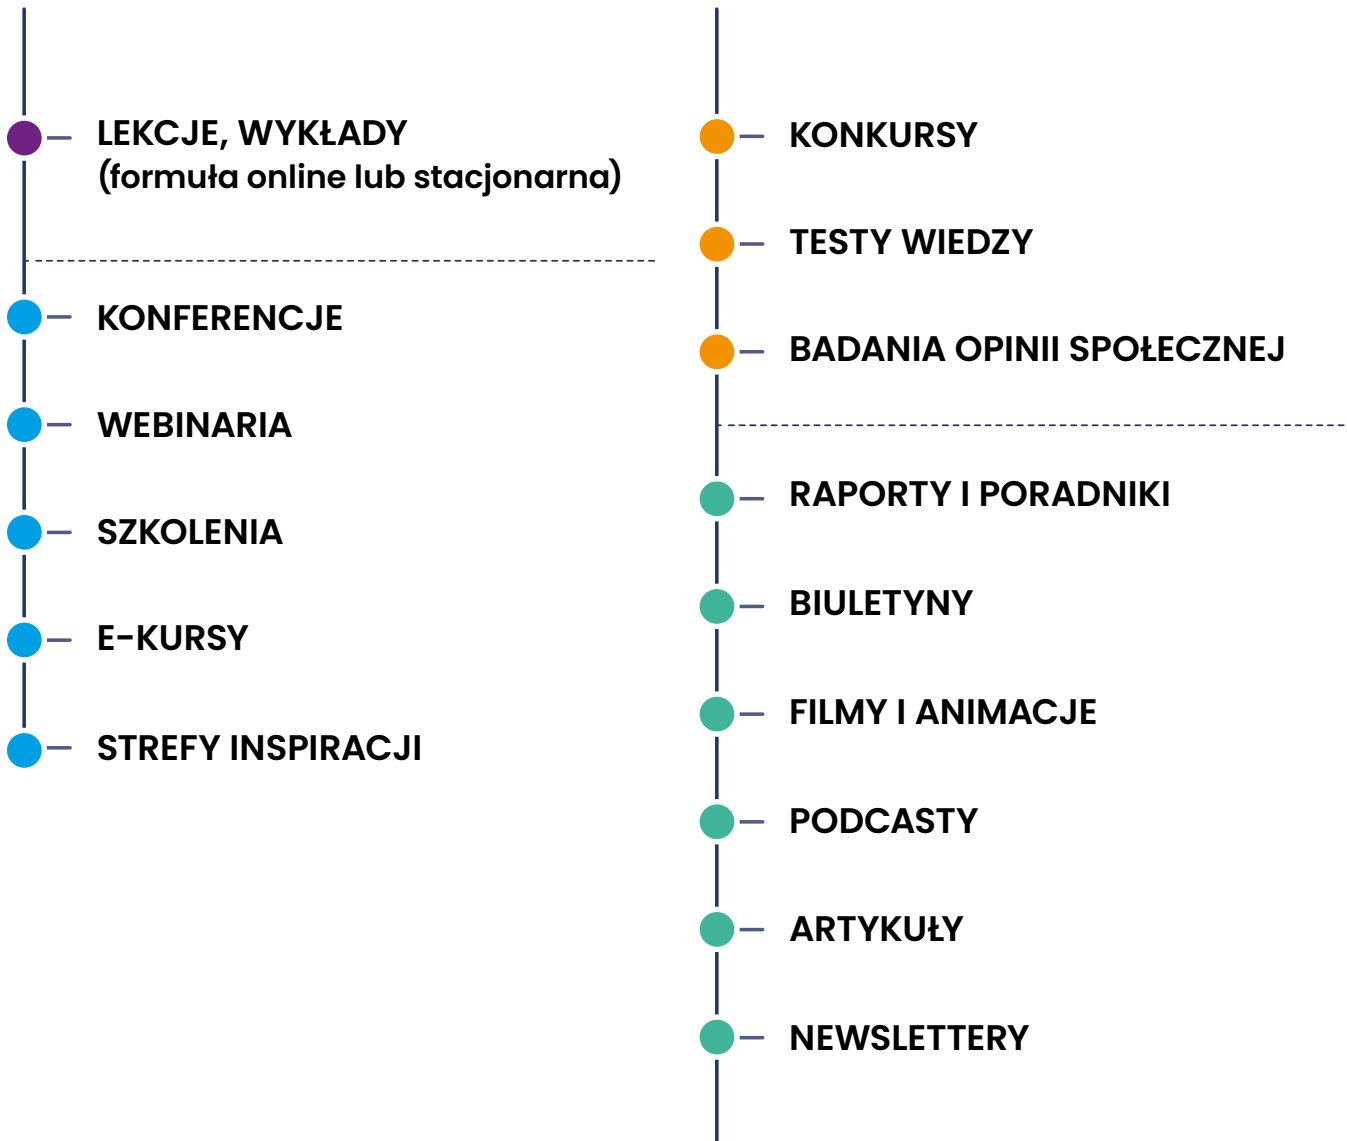 LEKCJE, WYKŁADY
(formuła online lub stacjonarna)
KONFERENCJE
WEBINARIA
SZKOLENIA
E-KURSY
STREFY INSPIRACJI
KONKURSY
TESTY WIEDZY
BADANIA OPINII SPOŁECZNEJ
RAPORTY I PORADNIKI
BIULETYNY
FILMY I ANIMACJE
PODCASTY
ARTYKUŁY
NEWSLETTERY